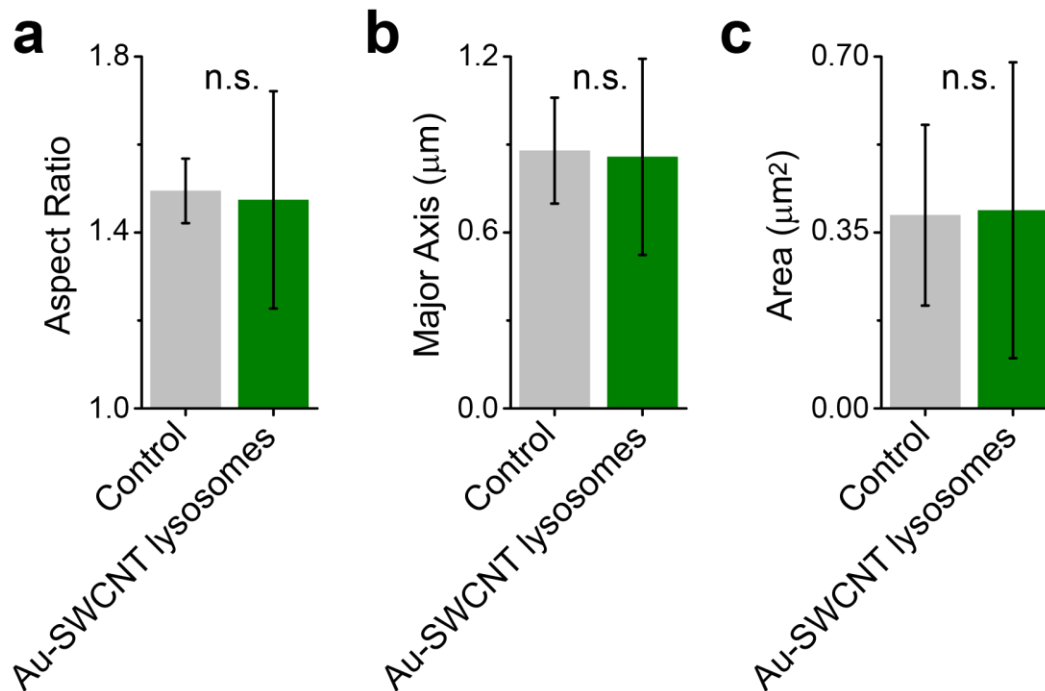 a
1.8
1.4
1.0
Aspect Ratio
n.s.
Control
Au-SWCNT lysosomes
b
1.2
0.6
0.0
Major Axis (μm)
n.s.
Control
Au-SWCNT lysosomes
c
0.70
0.35
0.00
Area (μm²)
n.s.
Control
Au-SWCNT lysosomes